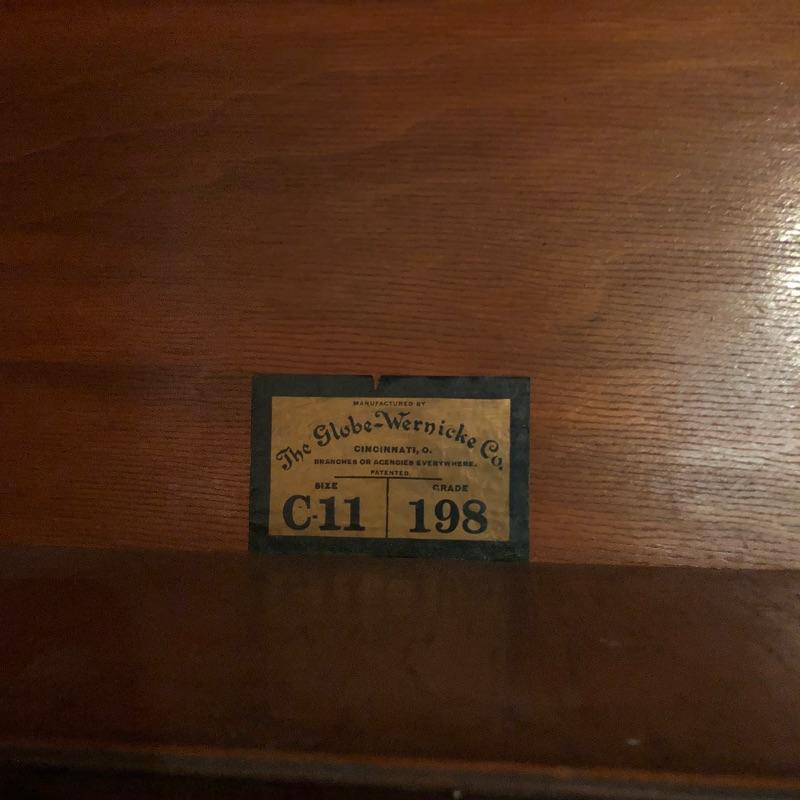 MANUFACTURED BY
The Globe-Wernicke Co.
CINCINNATI, O.
BRANCHES OR AGENCIES EVERYWHERE.
PATENTED.
SIZE GRADE
C-11 198